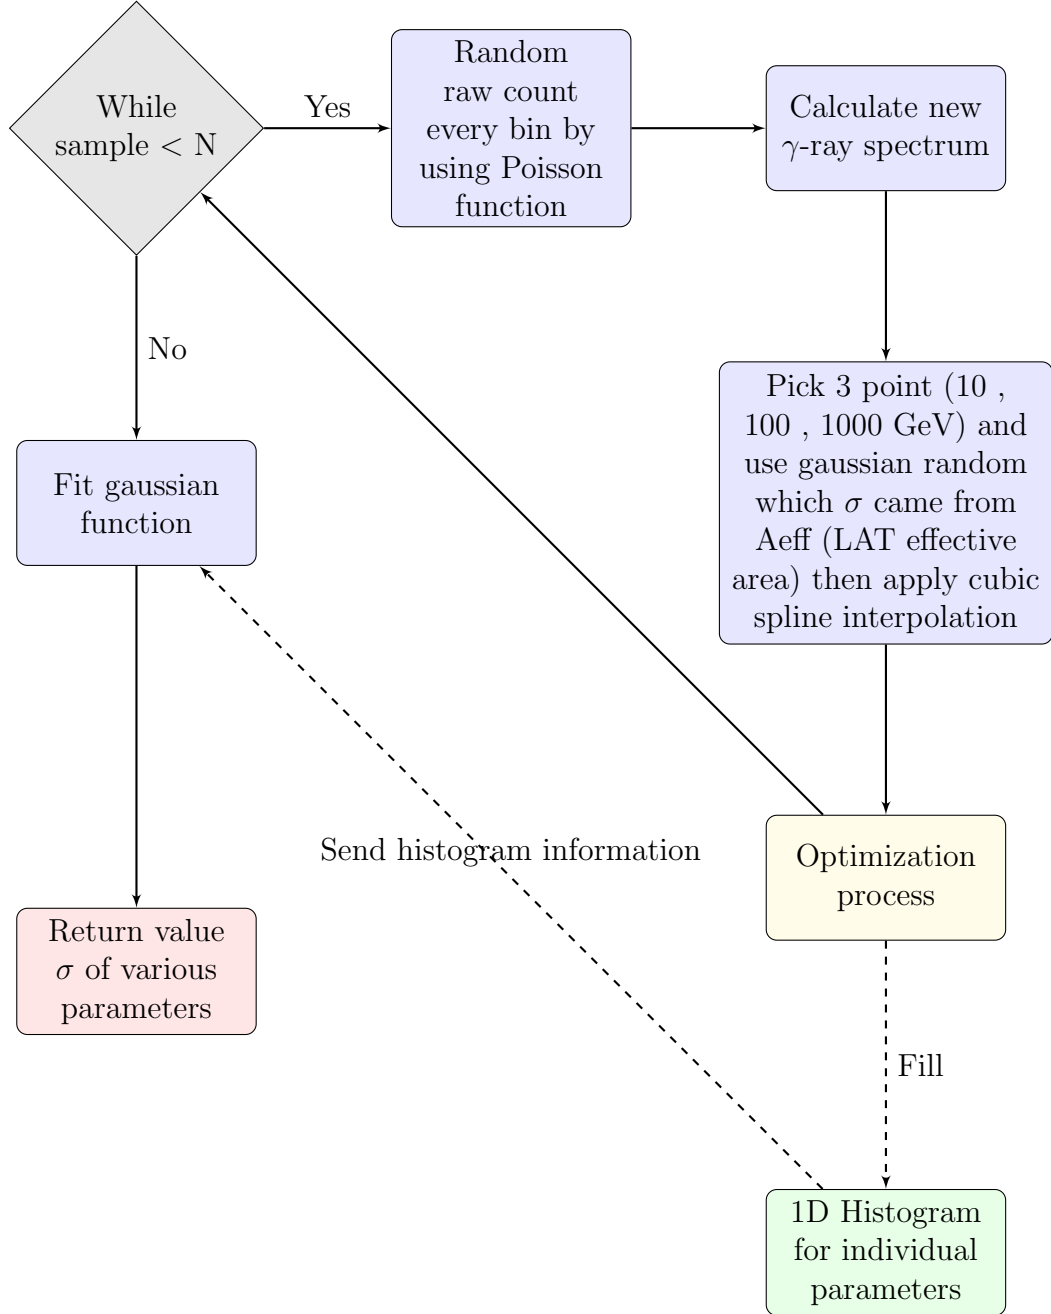 While
sample < N
Yes
Random
raw count
every bin by
using Poisson
function
Calculate new
γ-ray spectrum
No
Fit gaussian
function
Pick 3 point (10 ,
100 , 1000 GeV) and
use gaussian random
which σ came from
Aeff (LAT effective
area) then apply cubic
spline interpolation
Send histogram information
Optimization
process
Return value
σ of various
parameters
Fill
1D Histogram
for individual
parameters